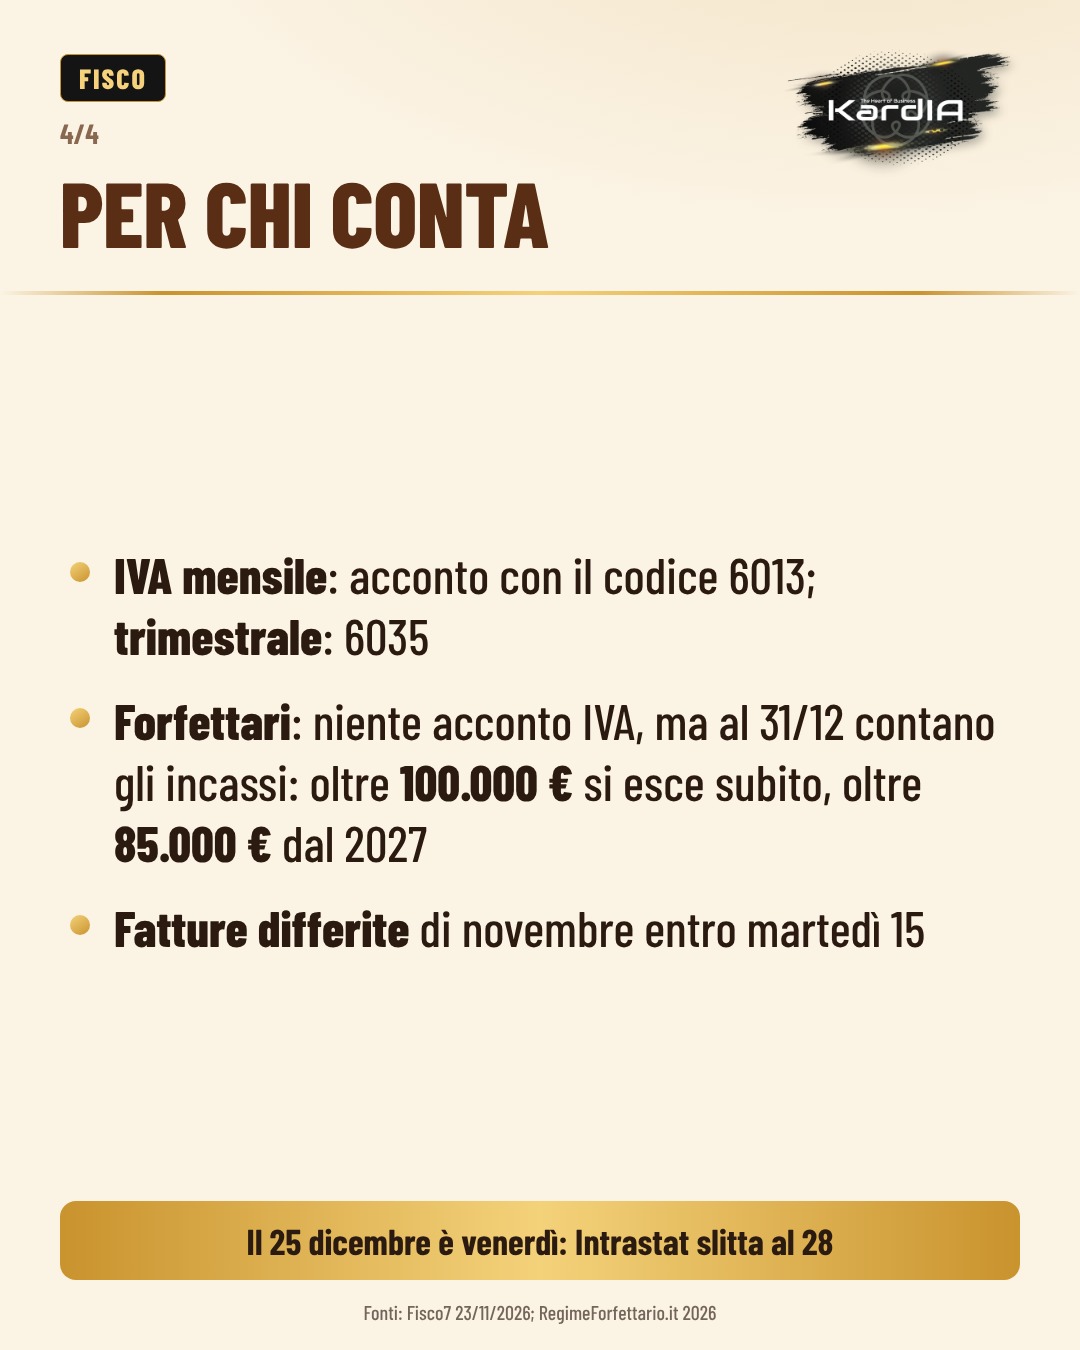 FISCO
4/4
The Heart of Business
KardIA
PER CHI CONTA
IVA mensile: acconto con il codice 6013;
trimestrale: 6035
Forfettari: niente acconto IVA, ma al 31/12 contano
gli incassi: oltre 100.000 € si esce subito, oltre
85.000 € dal 2027
Fatture differite di novembre entro martedì 15
Il 25 dicembre è venerdì: Intrastat slitta al 28
Fonti: Fisco7 23/11/2026; RegimeForfettario.it 2026